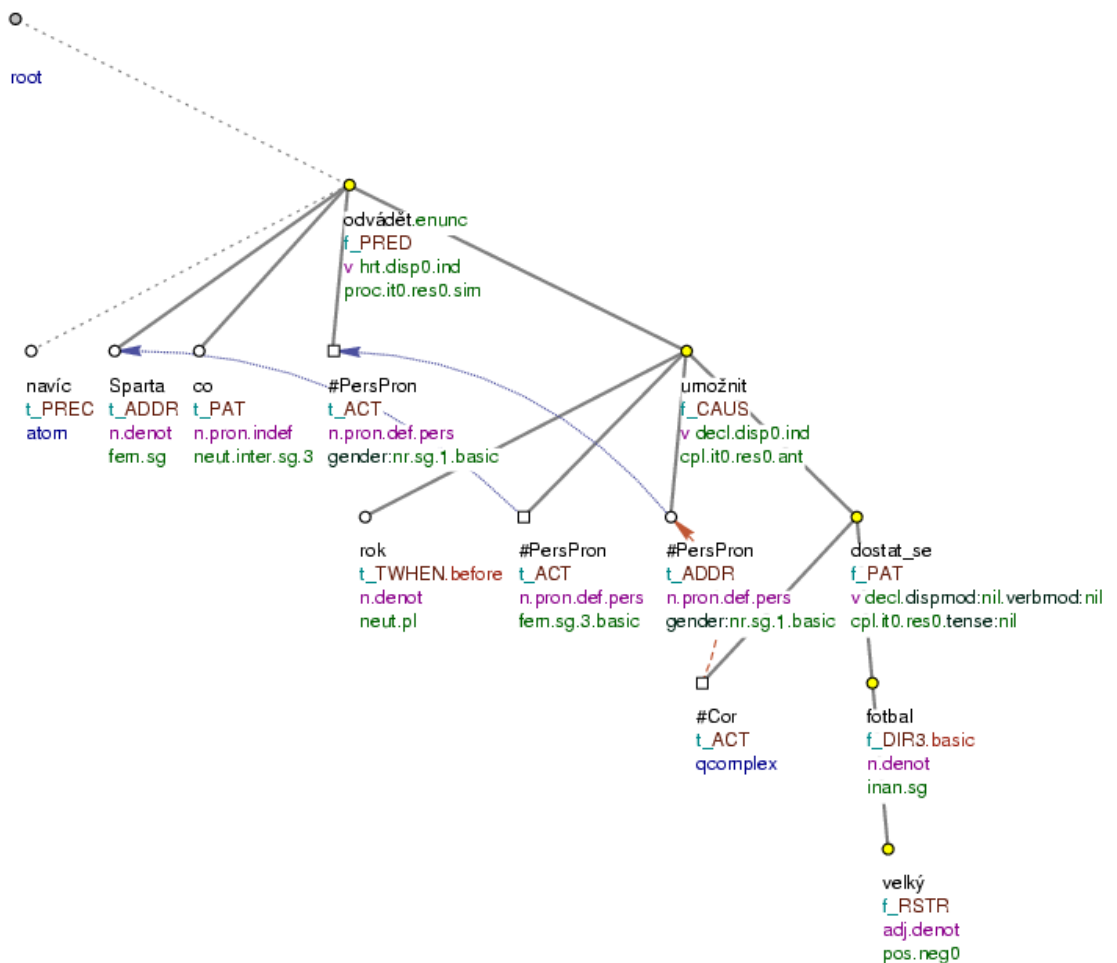 root
odvádět.enunc
f_PRED
v hrt.disp0.ind
proc.it0.res0.sim
navíc
t_PREC
atom
Sparta
t_ADDR
n.denot
fem.sg
co
t_PAT
n.pron.indef
neut.inter.sg.3
#PersPron
t_ACT
n.pron.def.pers
gender:nr.sg.1.basic
umožnit
f_CAUS
v decl.disp0.ind
cpl.it0.res0.ant
rok
t_TWHEN.before
n.denot
neut.pl
#PersPron
t_ACT
n.pron.def.pers
fem.sg.3.basic
#PersPron
t_ADDR
n.pron.def.pers
gender:nr.sg.1.basic
dostat_se
f_PAT
v decl.dispmod:nil.verbmod:nil
cpl.it0.res0.tense:nil
#Cor
t_ACT
qcomplex
fotbal
f_DIR3.basic
n.denot
inan.sg
velký
f_RSTR
adj.denot
pos.neg0